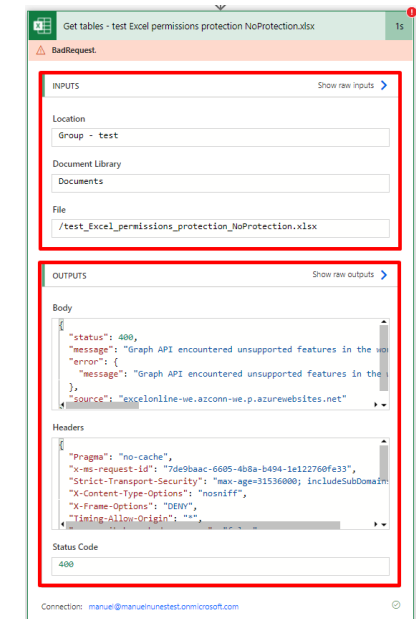 Get tables - test Excel permissions protection NoProtection.xlsx
1s
BadRequest.
INPUTS
Show raw inputs
Location
Group - test
Document Library
Documents
File
/test_Excel_permissions_protection_NoProtection.xlsx
OUTPUTS
Show raw outputs
Body
{
"status": 400,
"message": "Graph API encountered unsupported features in the
"error": {
"message": "Graph API encountered unsupported features in the
},
"source": "excelonline-we.azconn-we.p.azurewebsites.net"
Headers
{
"Pragma": "no-cache",
"x-ms-request-id": "7de9baac-6605-4b8a-b494-1e122760fe33",
"Strict-Transport-Security": "max-age=31536000; includeSubDomain
"X-Content-Type-Options": "nosniff",
"X-Frame-Options": "DENY",
"Timing-Allow-Origin": "*",
Status Code
400
Connection: manuel@manuelnunestest.onmicrosoft.com